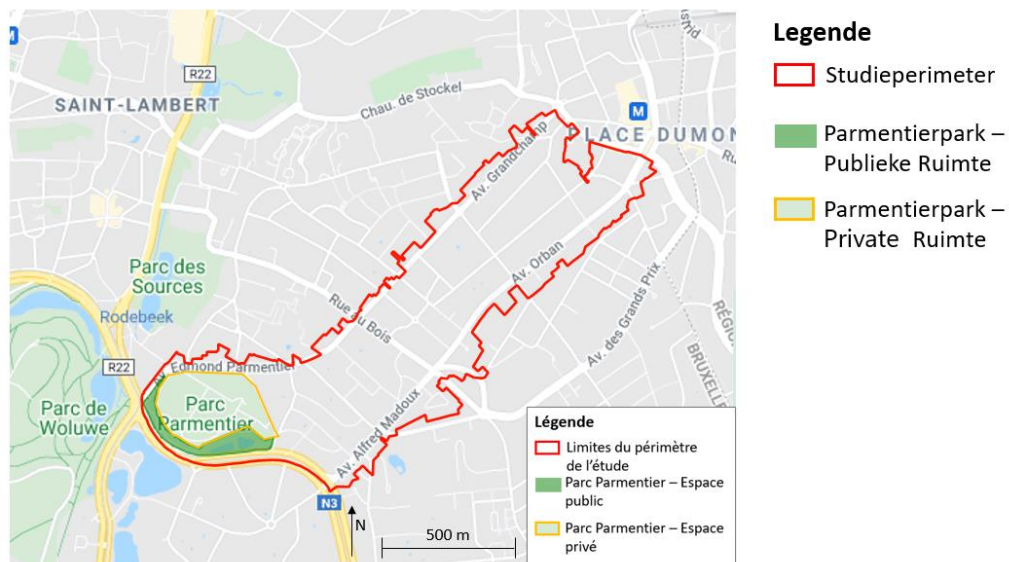 R22
SAINT-LAMBERT
Chau. de Stockel
M
PLACE DUMON
Av. Grandchamp
Av. Orban
Parc des
Sources
Rodebeek
Rue au Bois
Av. des Grands Prix
RÉGIO
BRUXELLE
R22
Av. Edmond Parmentier
Parc
Parmentier
Parc de
Woluwe
Av. Alfred Madoux
N3
N
500 m
Légende
Limites du périmètre
de l'étude
Parc Parmentier – Espace
public
Parc Parmentier – Espace
privé
Legende
Studieperimeter
Parmentierpark –
Publieke Ruimte
Parmentierpark –
Private Ruimte